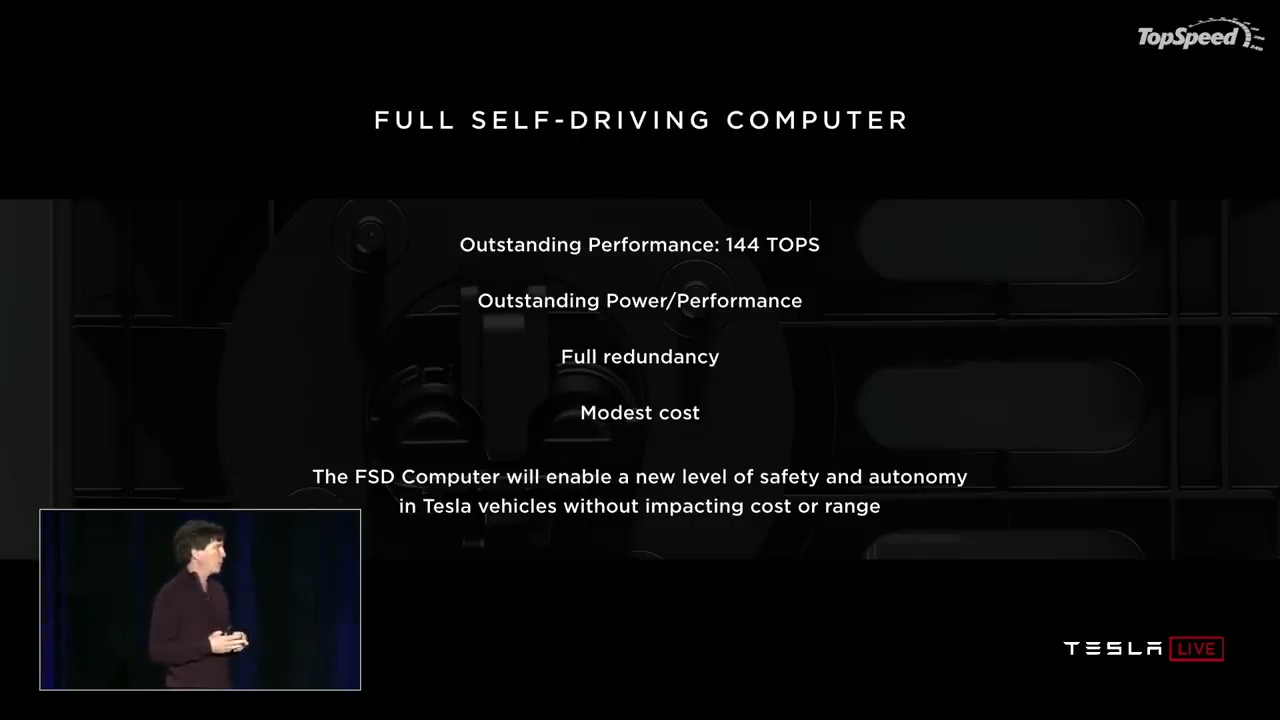 TopSpeed
FULL SELF-DRIVING COMPUTER
Outstanding Performance: 144 TOPS
Outstanding Power/Performance
Full redundancy
Modest cost
The FSD Computer will enable a new level of safety and autonomy
in Tesla vehicles without impacting cost or range
TESLA LIVE